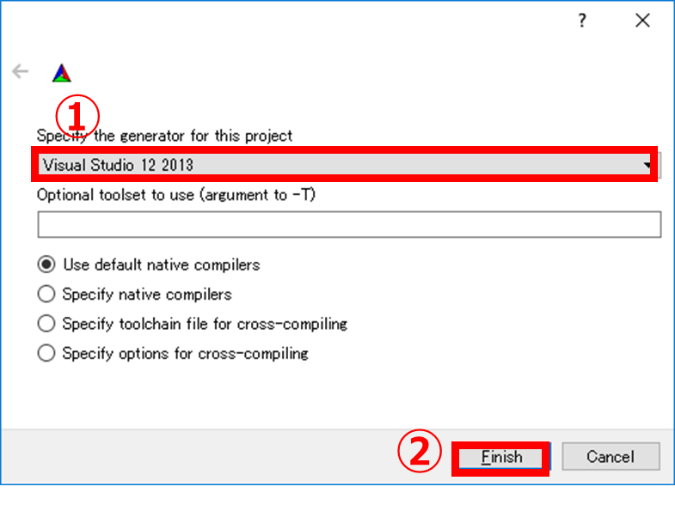 ?
①
Specify the generator for this project
Visual Studio 12 2013
Optional toolset to use (argument to -T)
Use default native compilers
Specify native compilers
Specify toolchain file for cross-compiling
Specify options for cross-compiling
② Finish Cancel